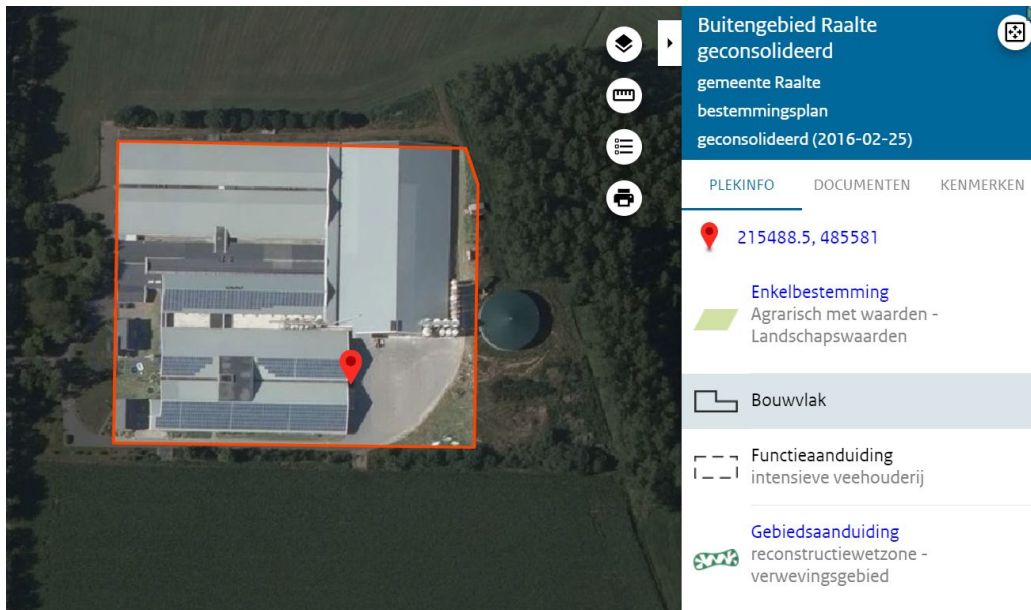 Buitengebied Raalte
geconsolideerd
gemeente Raalte
bestemmingsplan
geconsolideerd (2016-02-25)
PLEKINFO DOCUMENTEN KENMERKEN
215488.5, 485581
Enkelbestemming
Agrarisch met waarden -
Landschapswaarden
Bouwvlak
Functieaanduiding
intensieve veehouderij
Gebiedsaanduiding
reconstructiewetzone -
verwevingsgebied